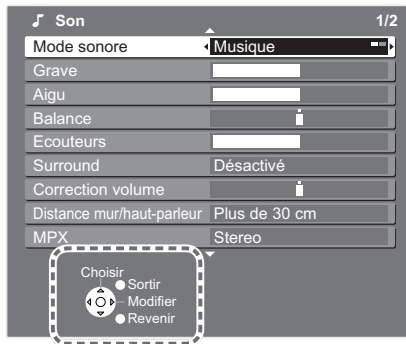 Son 1/2
Mode sonore Musique
Grave
Aigu
Balance
Ecouteurs
Surround Désactivé
Correction volume
Distance mur/haut-parleur Plus de 30 cm
MPX Stereo
Choisir
Sortir
Modifier
Revenir